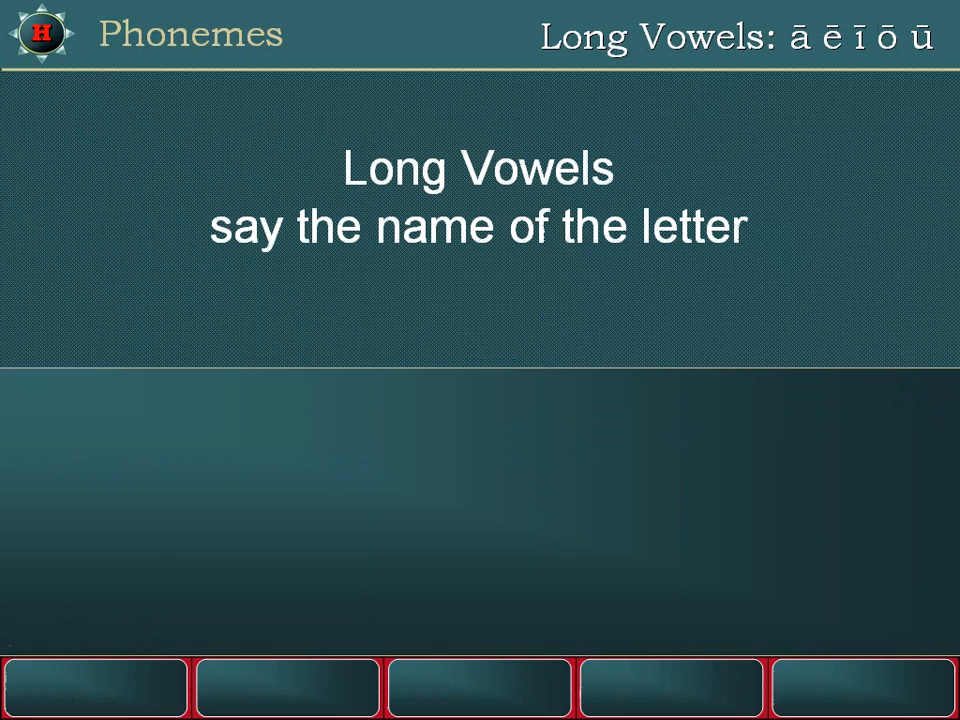 H
Phonemes
Long Vowels: ā ē ī ō ū
Long Vowels
say the name of the letter